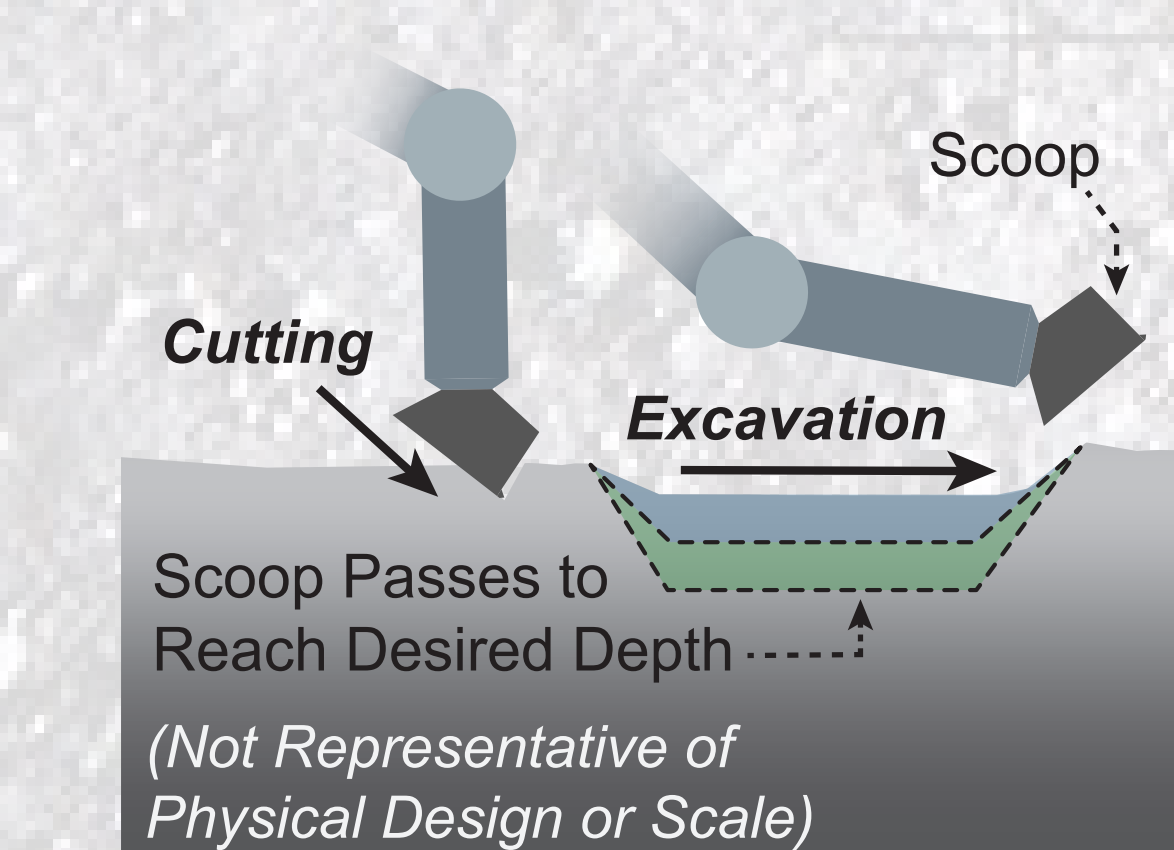 Scoop
Cutting
Excavation
Scoop Passes to
Reach Desired Depth
(Not Representative of
Physical Design or Scale)